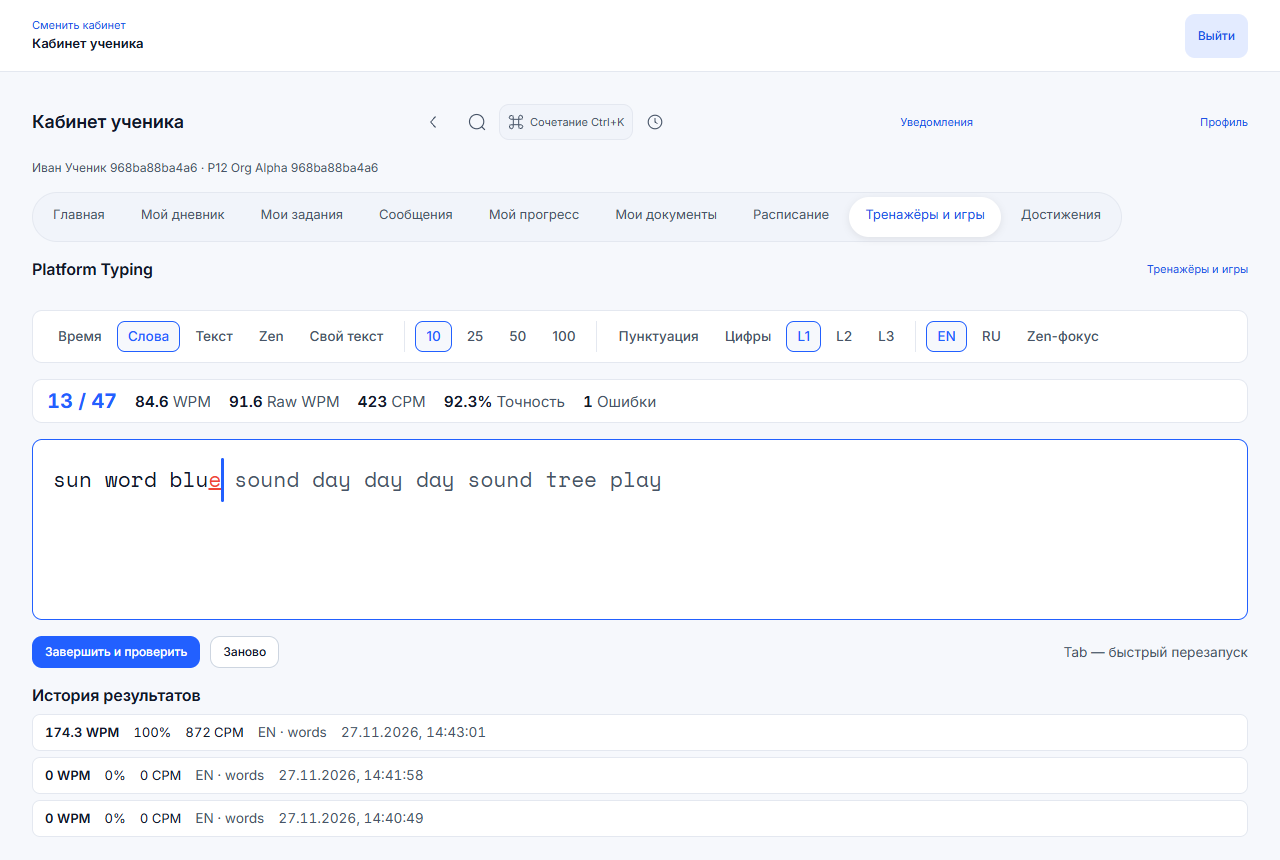 Сменить кабинет
Кабинет ученика
Выйти
Кабинет ученика
Сочетание Ctrl+K
Уведомления
Профиль
Иван Ученик 968ba88ba4a6 · P12 Org Alpha 968ba88ba4a6
Главная Мой дневник Мои задания Сообщения Мой прогресс Мои документы Расписание Тренажёры и игры Достижения
Platform Typing
Тренажёры и игры
Время Слова Текст Zen Свой текст 10 25 50 100 Пунктуация Цифры L1 L2 L3 EN RU Zen-фокус
13 / 47 84.6 WPM 91.6 Raw WPM 423 CPM 92.3% Точность 1 Ошибки
sun word blue sound day day day sound tree play
Завершить и проверить Заново Tab — быстрый перезапуск
История результатов
174.3 WPM 100% 872 CPM EN · words 27.11.2026, 14:43:01
0 WPM 0% 0 CPM EN · words 27.11.2026, 14:41:58
0 WPM 0% 0 CPM EN · words 27.11.2026, 14:40:49